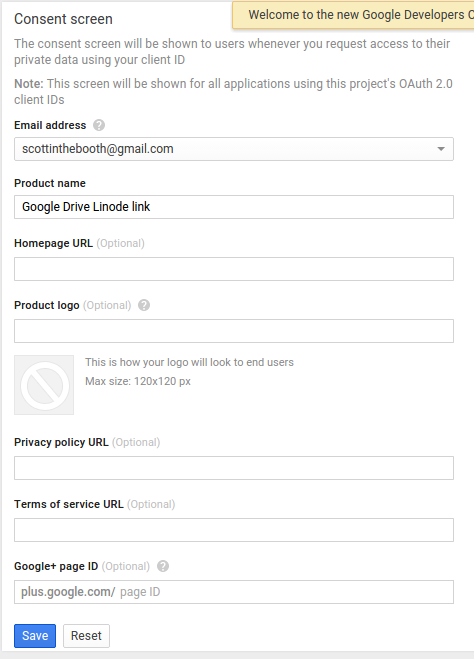 Consent screen
Welcome to the new Google Developers C
The consent screen will be shown to users whenever you request access to their
private data using your client ID
Note: This screen will be shown for all applications using this project's OAuth 2.0
client IDs
Email address ?
scottinthebooth@gmail.com
Product name
Google Drive Linode link
Homepage URL (Optional)
Product logo (Optional) ?
This is how your logo will look to end users
Max size: 120x120 px
Privacy policy URL (Optional)
Terms of service URL (Optional)
Google+ page ID (Optional) ?
plus.google.com/ page ID
Save Reset